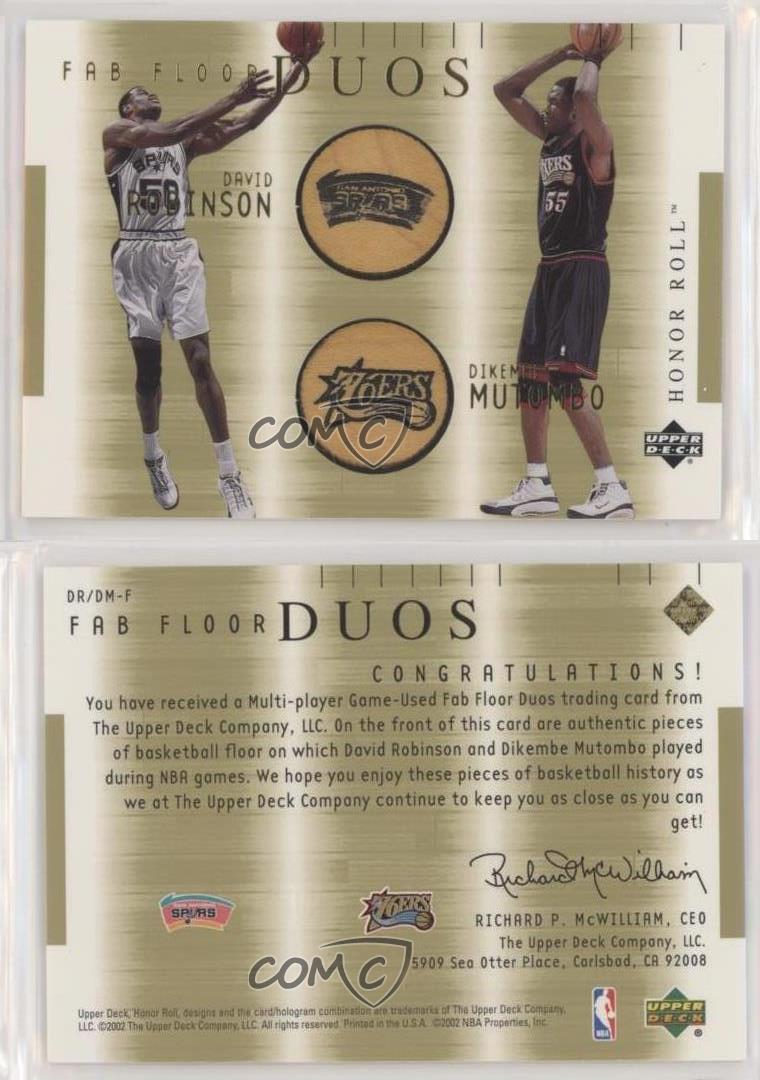 FAB FLOOR DUOS
DAVID
ROBINSON
SPURS
50
SAN ANTONIO
SPURS
76ERS
SIXERS
55
DIKEMBE
MUTOMBO
HONOR ROLL™
UPPER
D·E·C·K
®
COMC
DR/DM-F
FAB FLOOR DUOS
CONGRATULATIONS!
You have received a Multi-player Game-Used Fab Floor Duos trading card from
The Upper Deck Company, LLC. On the front of this card are authentic pieces
of basketball floor on which David Robinson and Dikembe Mutombo played
during NBA games. We hope you enjoy these pieces of basketball history as
we at The Upper Deck Company continue to keep you as close as you can
get!
Richard McWilliam
SAN ANTONIO
SPURS
76ERS
RICHARD P. McWILLIAM, CEO
The Upper Deck Company, LLC.
5909 Sea Otter Place, Carlsbad, CA 92008
COMC
Upper Deck, Honor Roll, designs and the card/hologram combination are trademarks of The Upper Deck Company,
LLC. ©2002 The Upper Deck Company, LLC. All rights reserved. Printed in the U.S.A. ©2002 NBA Properties, Inc.
NBA
UPPER
D·E·C·K
®